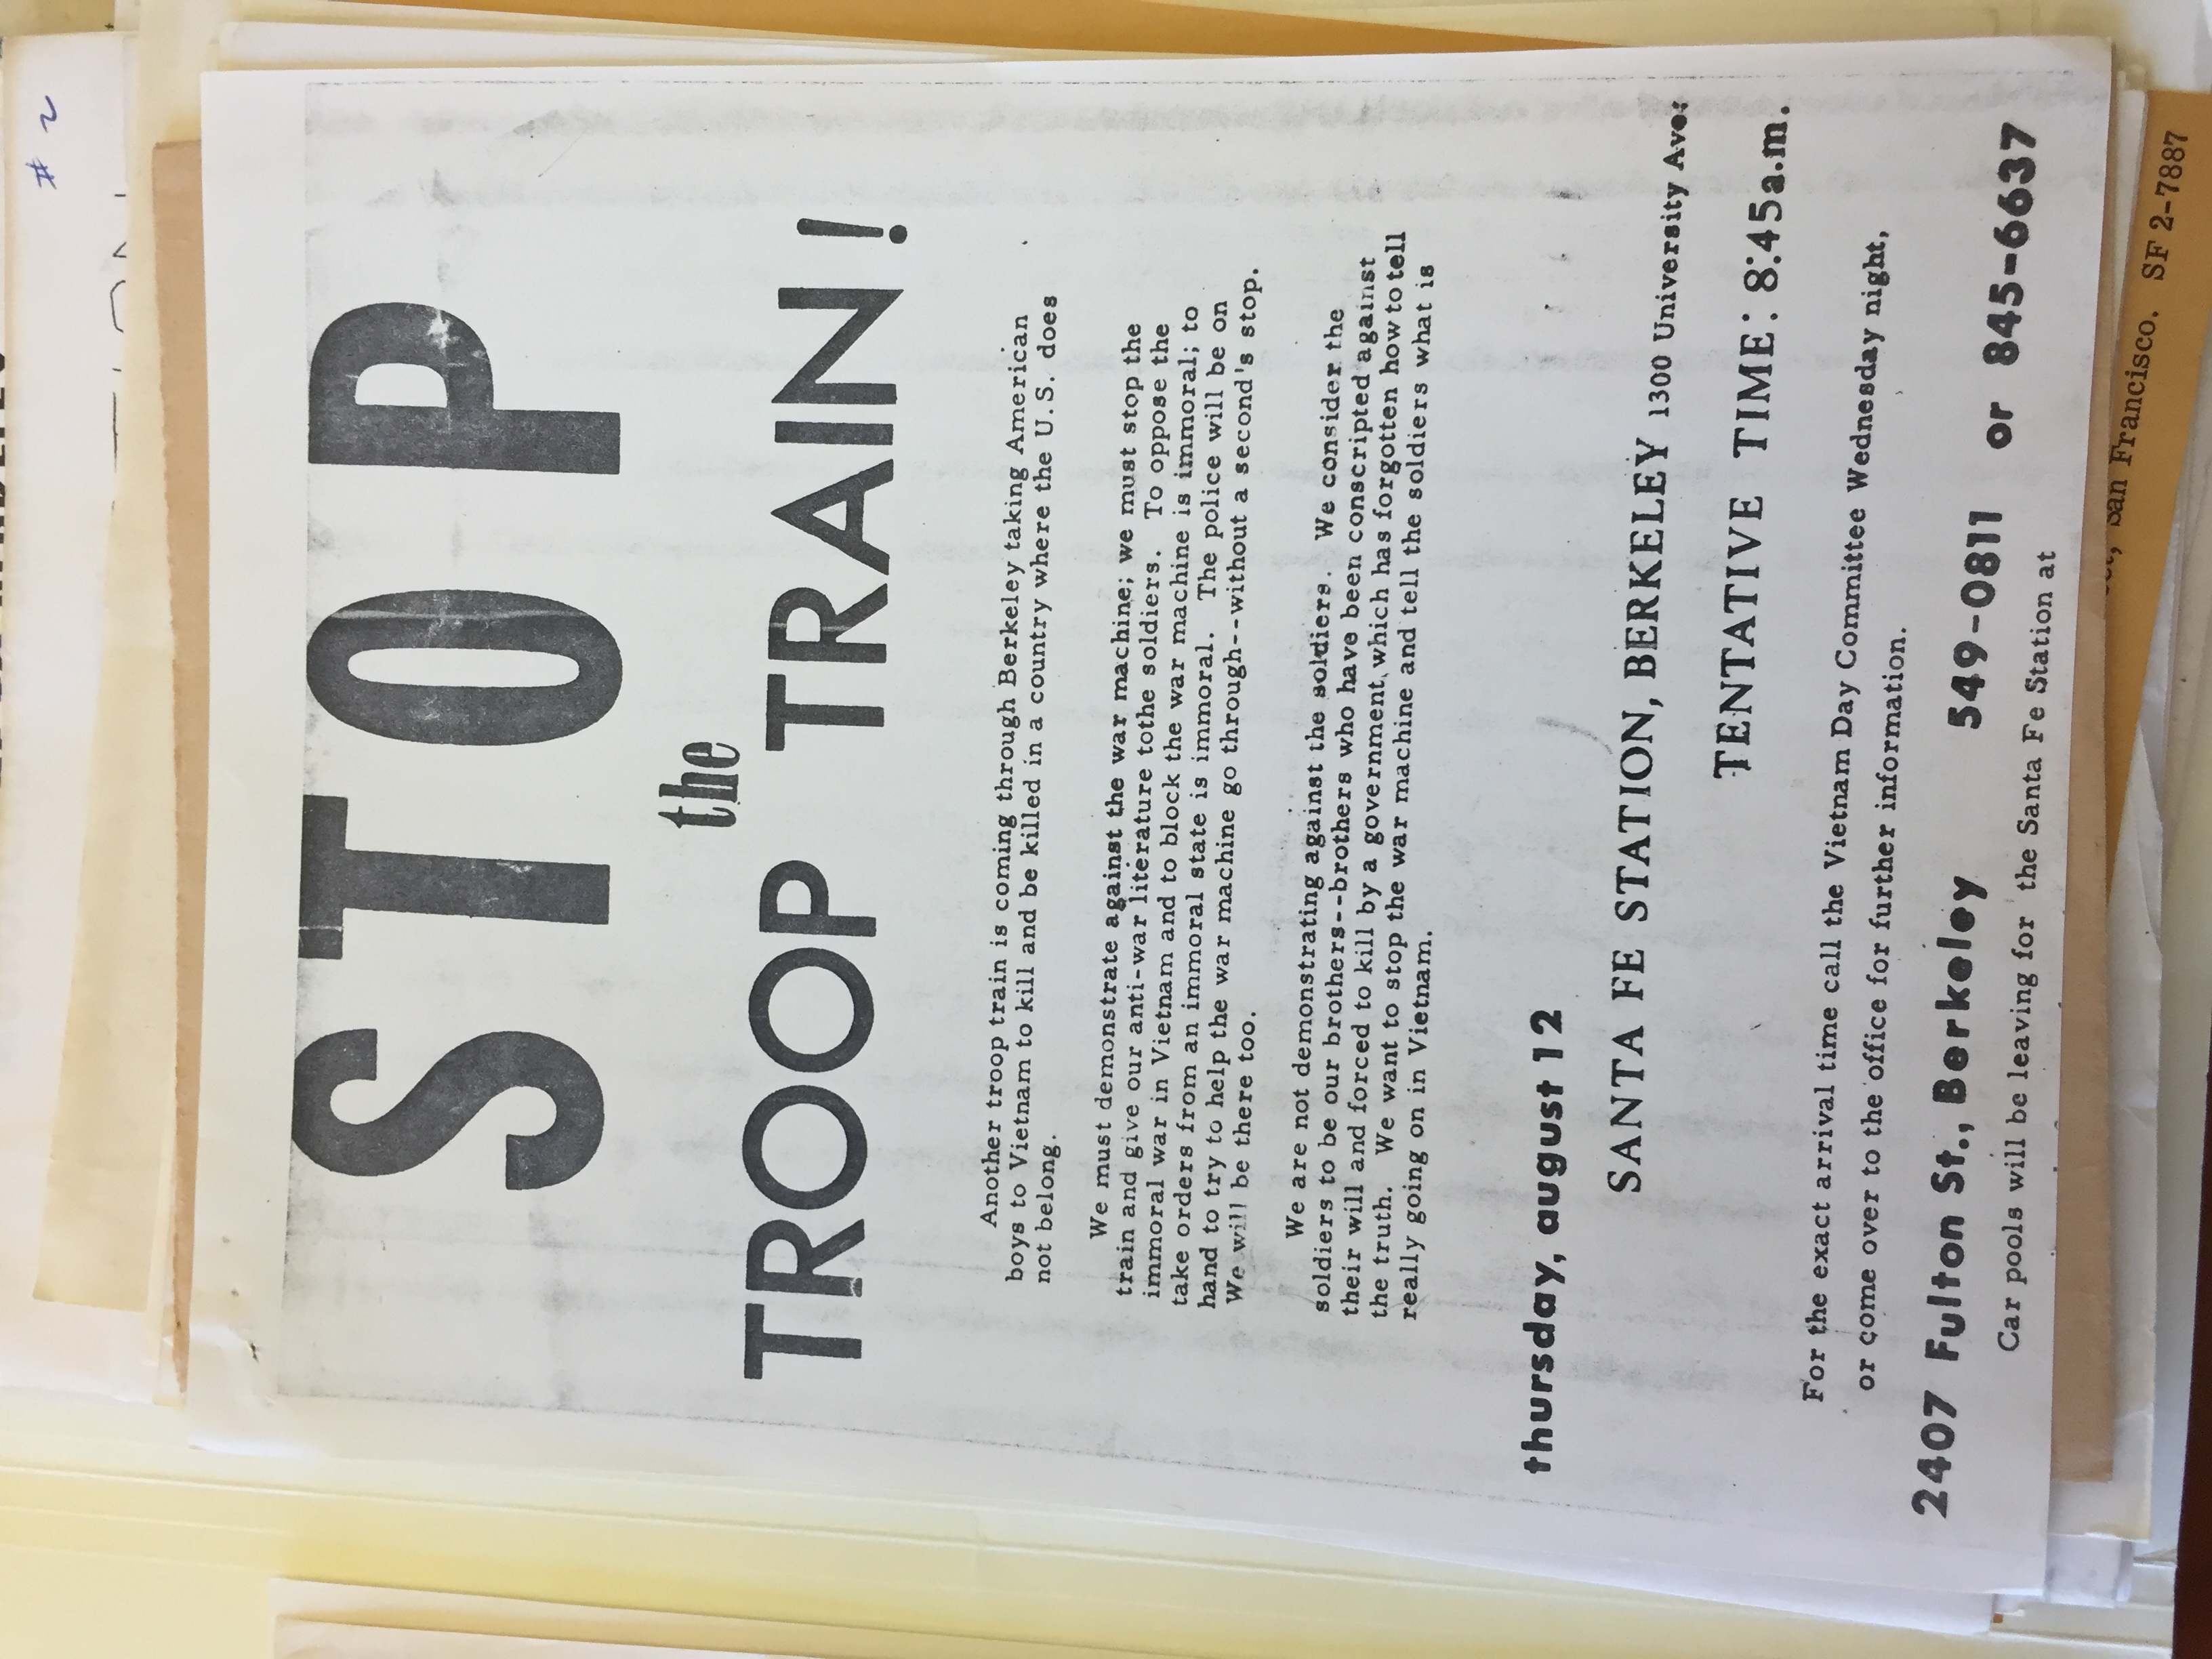 # 2
STOP
the
TROOP TRAIN!
Another troop train is coming through Berkeley taking American
boys to Vietnam to kill and be killed in a country where the U.S. does
not belong.
We must demonstrate against the war machine; we must stop the
train and give our anti-war literature tothe soldiers. To oppose the
immoral war in Vietnam and to block the war machine is immoral; to
take orders from an immoral state is immoral. The police will be on
hand to try to help the war machine go through--without a second's stop.
We will be there too.
We are not demonstrating against the soldiers. We consider the
soldiers to be our brothers--brothers who have been conscripted against
their will and forced to kill by a government which has forgotten how to tell
the truth. We want to stop the war machine and tell the soldiers what is
really going on in Vietnam.
thursday, august 12
SANTA FE STATION, BERKELEY 1300 University Ave.
TENTATIVE TIME: 8:45a.m.
For the exact arrival time call the Vietnam Day Committee Wednesday night,
or come over to the office for further information.
2407 Fulton St., Berkeley 549-0811 or 845-6637
Car pools will be leaving for the Santa Fe Station at
San Francisco. SF 2-7887